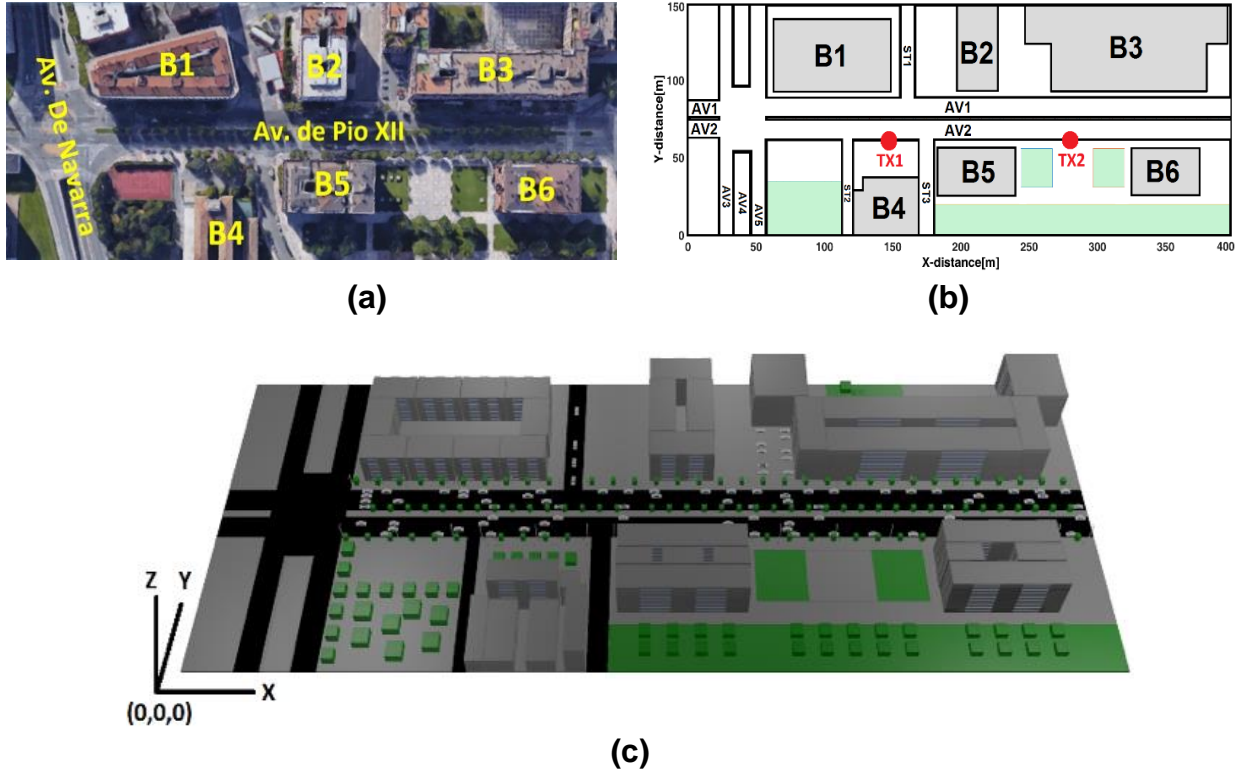 B1
B2
B3
Av. De Navarra
Av. de Pio XII
B5
B6
B4
(a)
Y-distance[m]
150
100
50
0
B1
ST1
B2
B3
AV1
AV1
AV2
AV2
TX1
TX2
AV3
AV4
AV5
ST2
B4
ST3
B5
B6
0
50
100
150
200
250
300
350
400
X-distance[m]
(b)
Z
Y
X
(0,0,0)
(c)